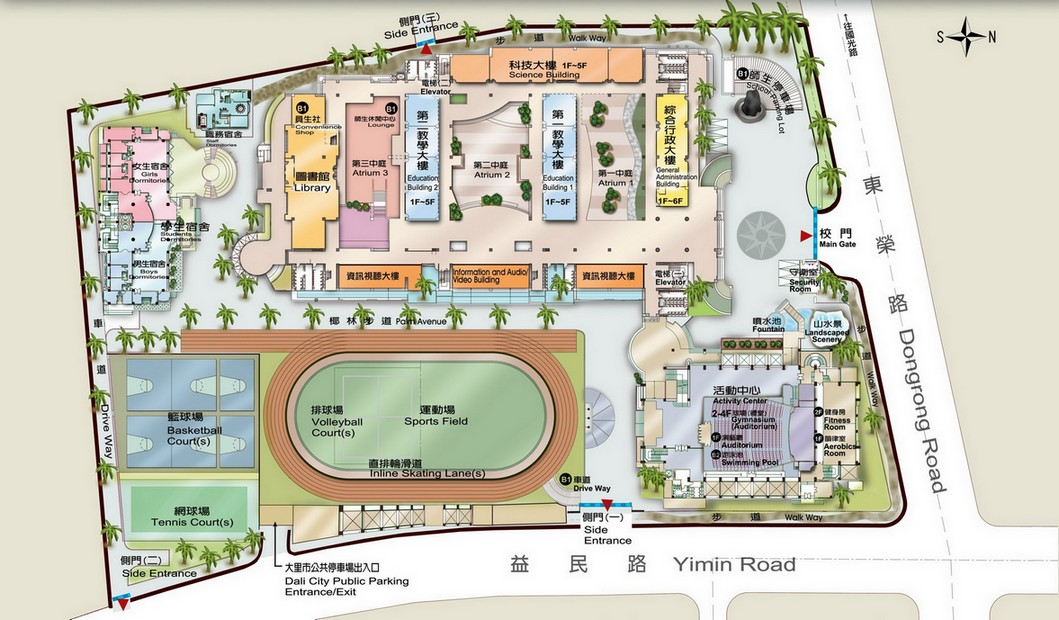 側門(三)
Side Entrance
步 道 Walk Way
↑往國光路
S N
科技大樓 1F~5F
Science Building
電梯(二)
Elevator
B1 師生停車場
School-Parking Lot
職務宿舍
Staff
Dormitories
B1
員生社
Convenience
Shop
圖書館
Library
B1
師生休閒中心
Lounge
第三中庭
Atrium 3
第二教學大樓
Education
Building 2
1F~5F
第二中庭
Atrium 2
第一教學大樓
Education
Building 1
1F~5F
第一中庭
Atrium 1
綜合行政大樓
General
Administration
Building
1F~6F
女生宿舍
Girls
Dormitories
學生宿舍
Students
Dormitories
男生宿舍
Boys
Dormitories
校門
Main Gate
守衛室
Security
Room
東榮路 Dongrong Road
資訊視聽大樓
Information and Audio/
Video Building
資訊視聽大樓
電梯(一)
Elevator
椰林步道 Palm Avenue
噴水池
Fountain
山水景
Landscaped
Scenery
步道 Walk Way
車道 Drive Way
籃球場
Basketball
Court(s)
排球場
Volleyball
Court(s)
運動場
Sports Field
直排輪滑道
Inline Skating Lane(s)
活動中心
Activity Center
2-4F 球場(禮堂)
Gymnasium
(Auditorium)
1F 演藝廳
Auditorium
B2 游泳池
Swimming Pool
2F 健身房
Fitness
Room
1F 韻律室
Aerobics
Room
B1 車道
Drive Way
網球場
Tennis Court(s)
側門(一)
Side
Entrance
步 道 Walk Way
側門(二)
Side Entrance
大里市公共停車場出入口
Dali City Public Parking
Entrance/Exit
益 民 路 Yimin Road